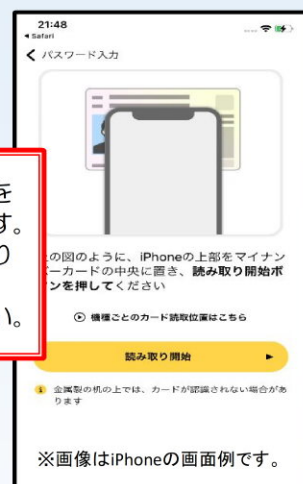 21:48
◀ Safari
パスワード入力
を
す。
り
い。
の図のように、iPhoneの上部をマイナン
ーカードの中央に置き、読み取り開始ボ
ンを押してください
機種ごとのカード読取位置はこちら
読み取り開始
金属製の机の上では、カードが認識されない場合があ
ります
※画像はiPhoneの画面例です。